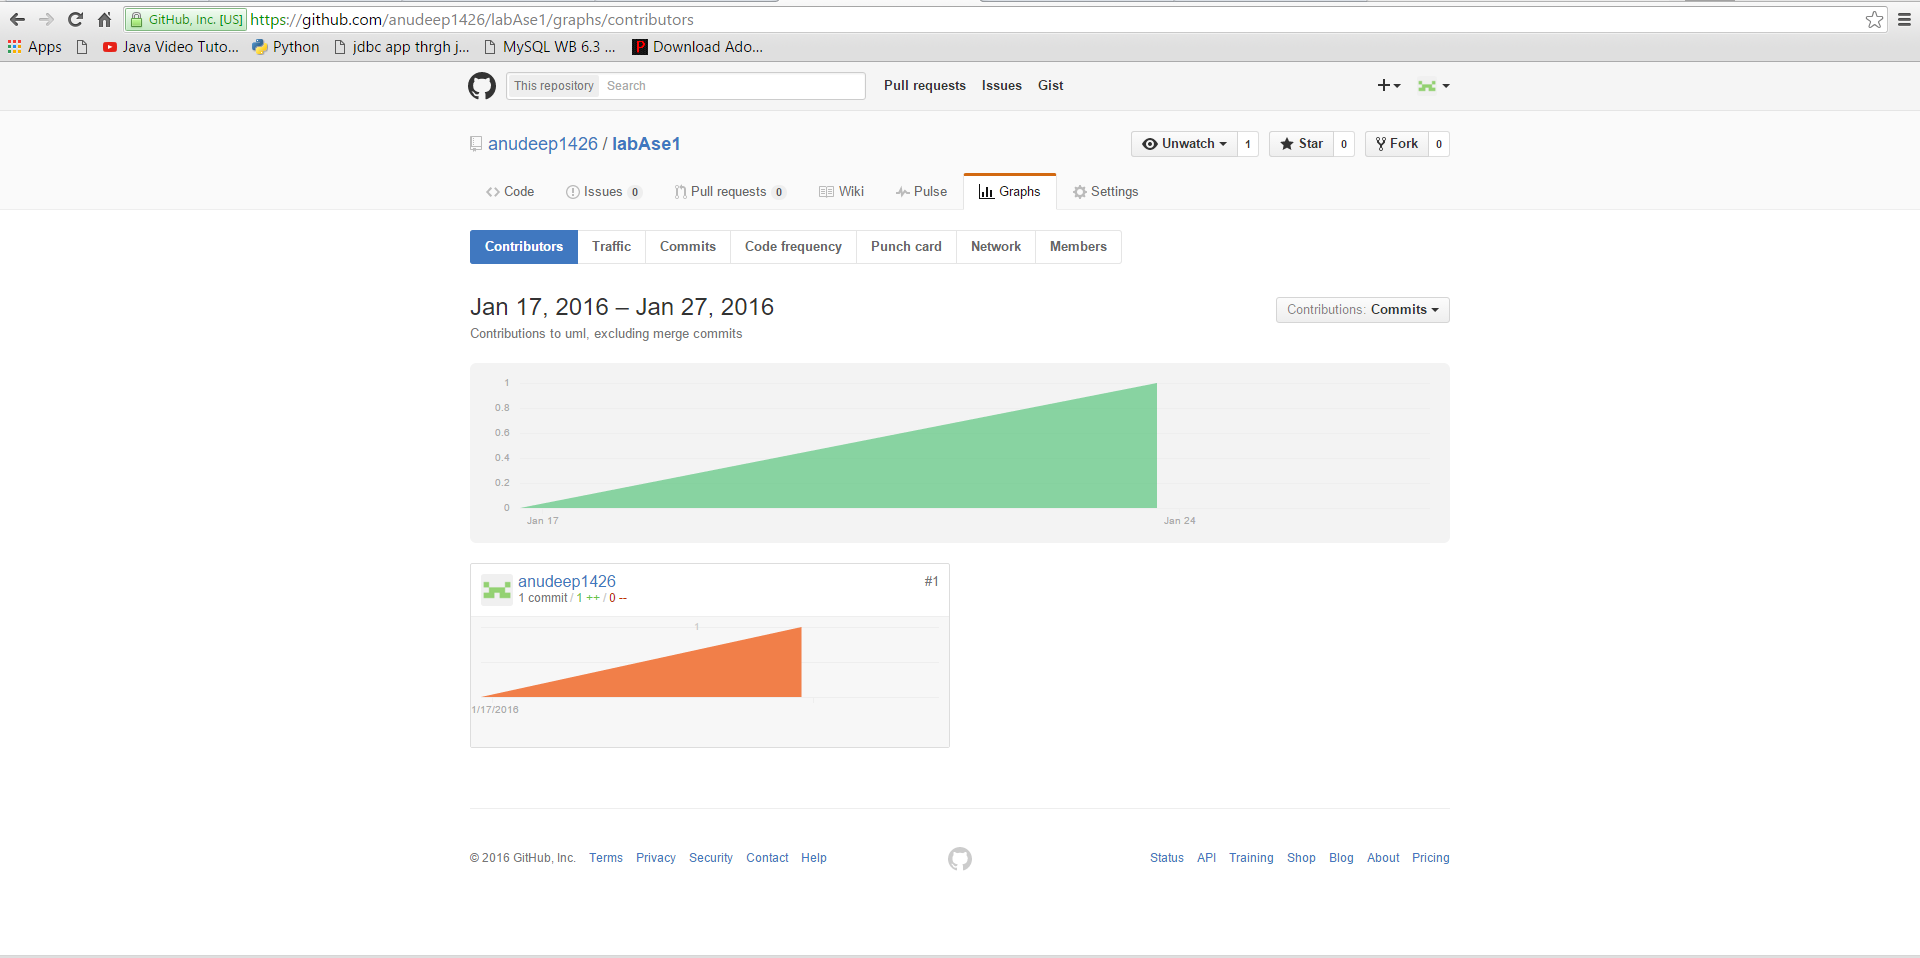 GitHub, Inc. [US] https://github.com/anudeep1426/labAse1/graphs/contributors
Apps Java Video Tuto... Python jdbc app thrgh j... MySQL WB 6.3 ... Download Ado...
This repository Search Pull requests Issues Gist
anudeep1426 / labAse1 Unwatch 1 Star 0 Fork 0
Code Issues 0 Pull requests 0 Wiki Pulse Graphs Settings
Contributors Traffic Commits Code frequency Punch card Network Members
Jan 17, 2016 – Jan 27, 2016
Contributions: Commits
Contributions to uml, excluding merge commits
1
0.8
0.6
0.4
0.2
0
Jan 17 Jan 24
anudeep1426 #1
1 commit / 1 ++ / 0 --
1
1/17/2016
© 2016 GitHub, Inc. Terms Privacy Security Contact Help Status API Training Shop Blog About Pricing